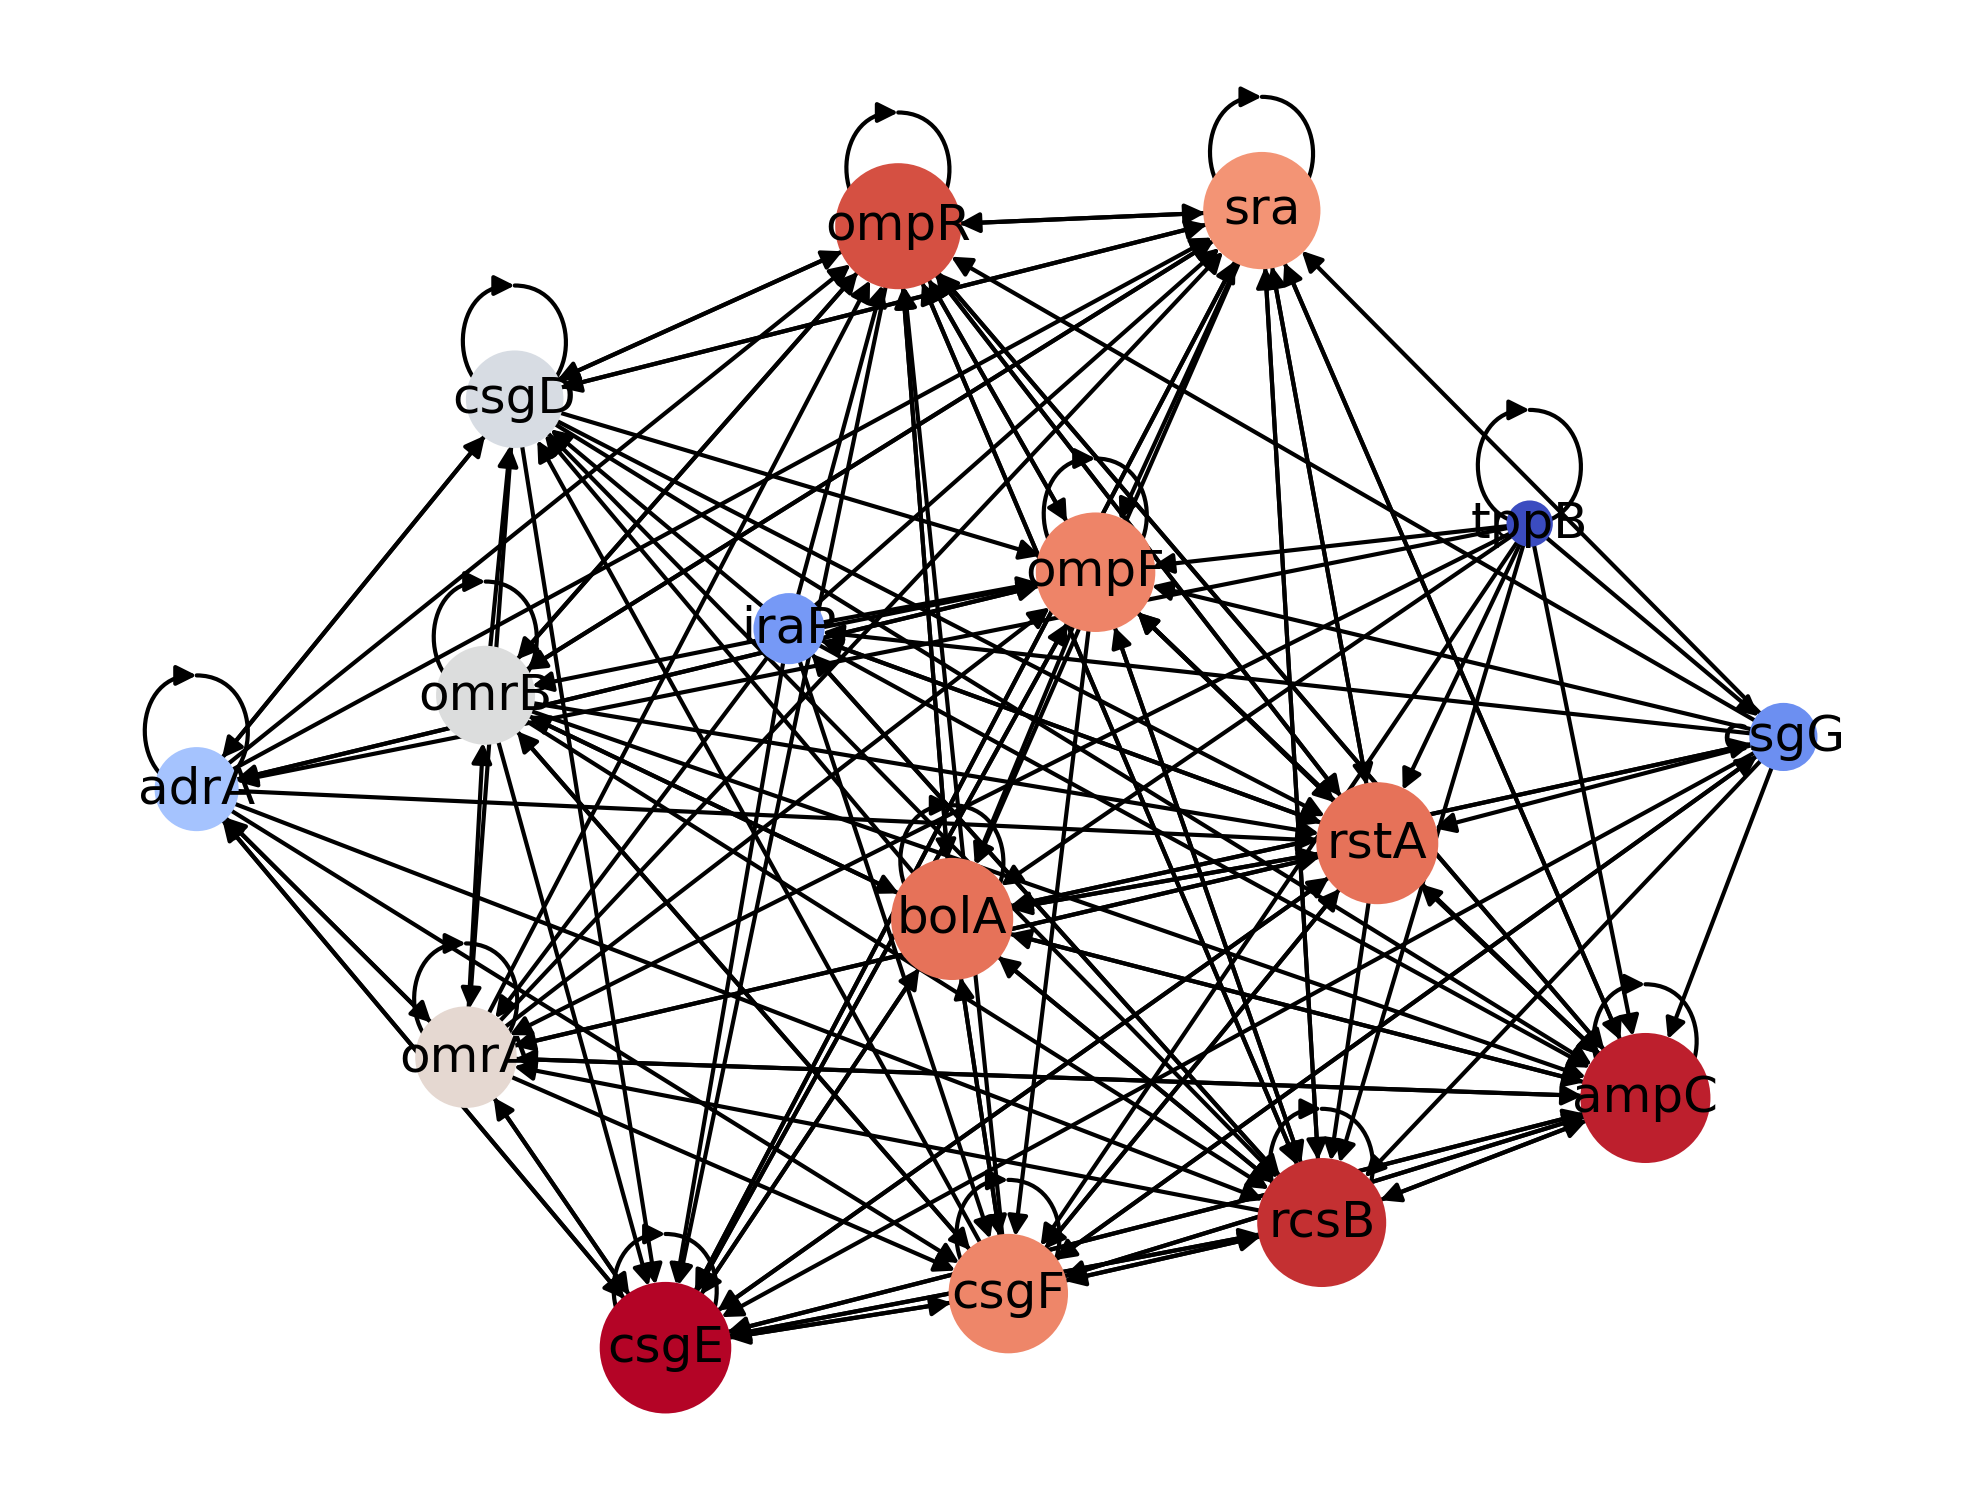 sra
ompR
csgD
tppB
ompF
iraP
omrB
csgG
adrA
rstA
bolA
omrA
ampC
rcsB
csgF
csgE